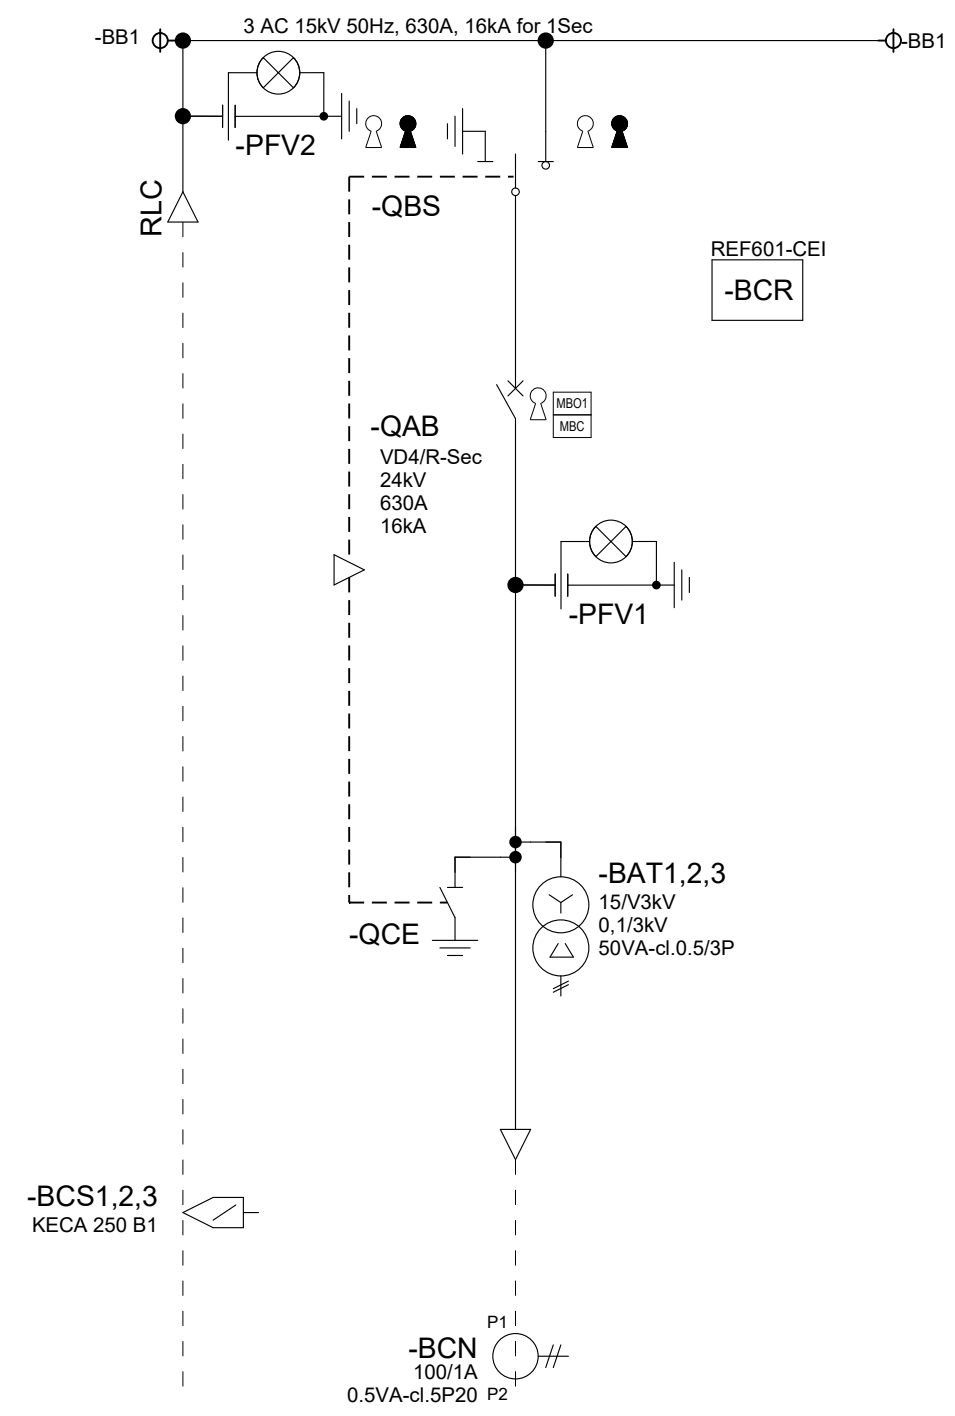 3 AC 15kV 50Hz, 630A, 16kA for 1Sec
-BB1
-BB1
-PFV2
RLC
-QBS
REF601-CEI
-BCR
-QAB
VD4/R-Sec
24kV
630A
16kA
MBO1
MBC
-PFV1
-BAT1,2,3
15/V3kV
0,1/3kV
50VA-cl.0.5/3P
-QCE
-BCS1,2,3
KECA 250 B1
P1
-BCN
100/1A
0.5VA-cl.5P20
P2